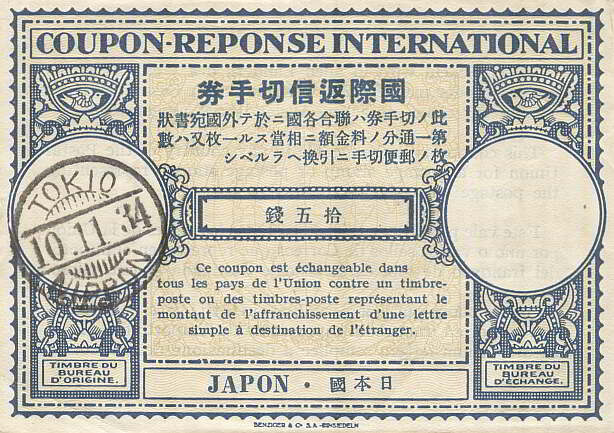 COUPON-REPONSE INTERNATIONAL
國際返信切手券
此ノ切手券ハ聯合各國ニ於テ外國宛書狀
第一通分ノ料金額ニ相當スル一枚又ハ數
枚ノ郵便切手ニ引換ヘラルベシ
拾五錢
TOKIO
10.11.34
NIPPON
Ce coupon est échangeable dans
tous les pays de l'Union contre un timbre-
poste ou des timbres-poste représentant le
montant de l'affranchissement d'une lettre
simple à destination de l'étranger.
TIMBRE DU
BUREAU
D'ORIGINE.
JAPON · 日本國
TIMBRE DU
BUREAU
D'ÉCHANGE.
BENZIGER & Co S.A. EINSIEDELN